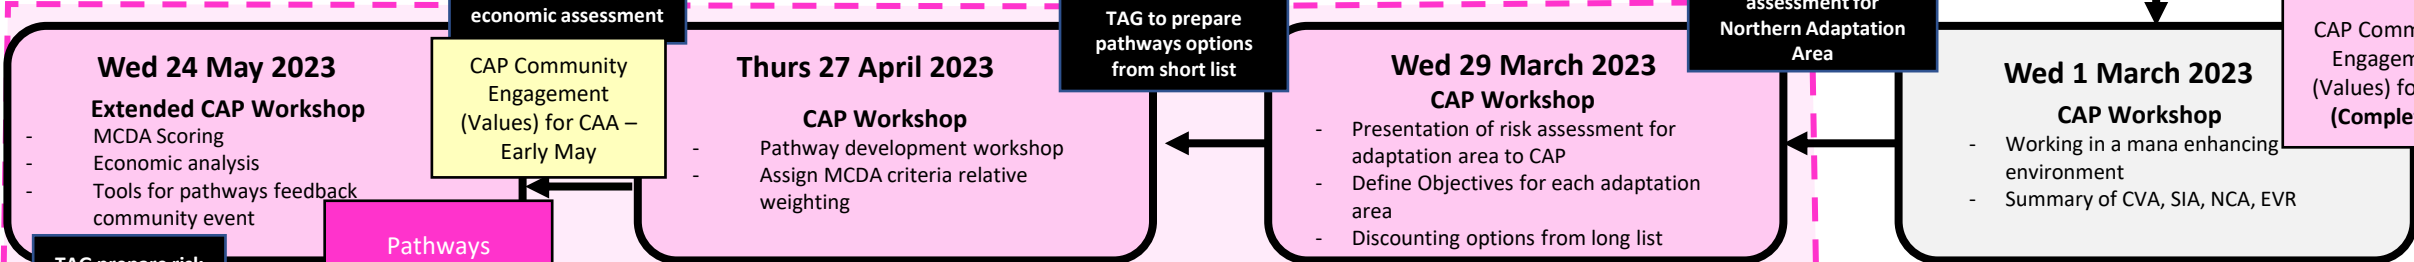 economic assessment
Wed 24 May 2023
Extended CAP Workshop
- MCDA Scoring
- Economic analysis
- Tools for pathways feedback
community event
CAP Community
Engagement
(Values) for CAA –
Early May
Pathways
TAG prepare risk
Thurs 27 April 2023
CAP Workshop
- Pathway development workshop
- Assign MCDA criteria relative
weighting
TAG to prepare
pathways options
from short list
Wed 29 March 2023
CAP Workshop
- Presentation of risk assessment for
adaptation area to CAP
- Define Objectives for each adaptation
area
- Discounting options from long list
assessment for
Northern Adaptation
Area
Wed 1 March 2023
CAP Workshop
- Working in a mana enhancing
environment
- Summary of CVA, SIA, NCA, EVR
CAP Comm
Engagem
(Values) fo
(Comple